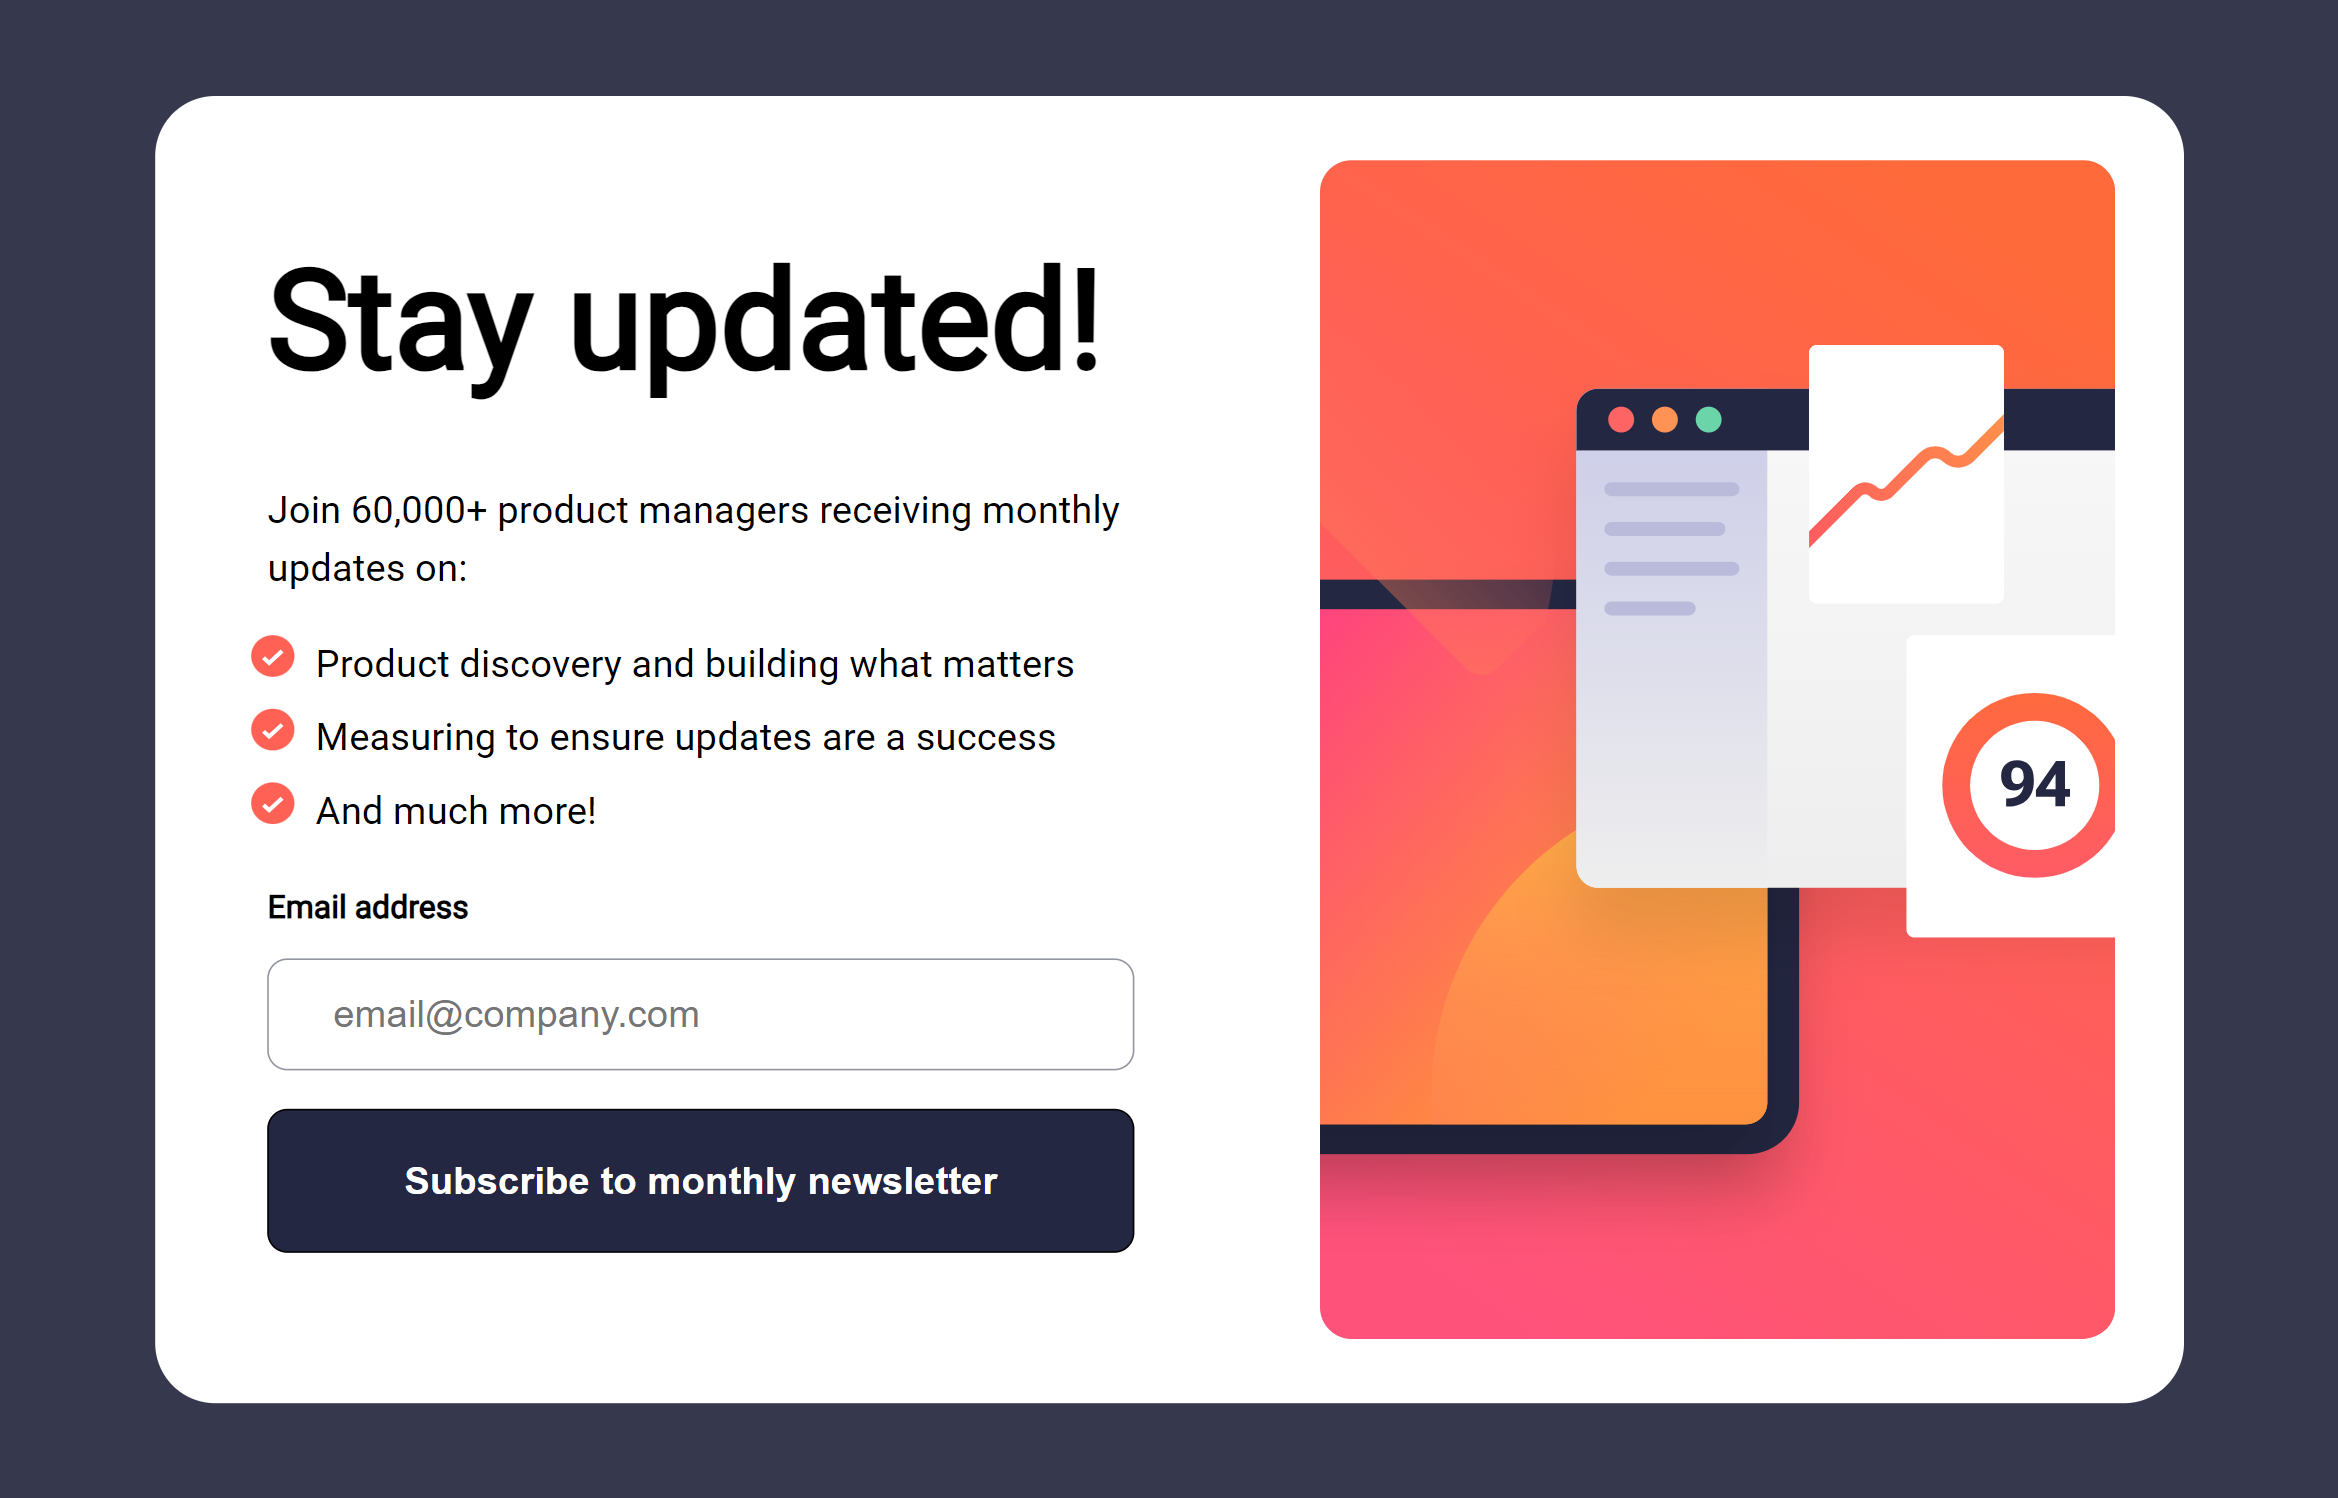 Stay updated!
Join 60,000+ product managers receiving monthly
updates on:
Product discovery and building what matters
Measuring to ensure updates are a success
And much more!
Email address
email@company.com
Subscribe to monthly newsletter
94